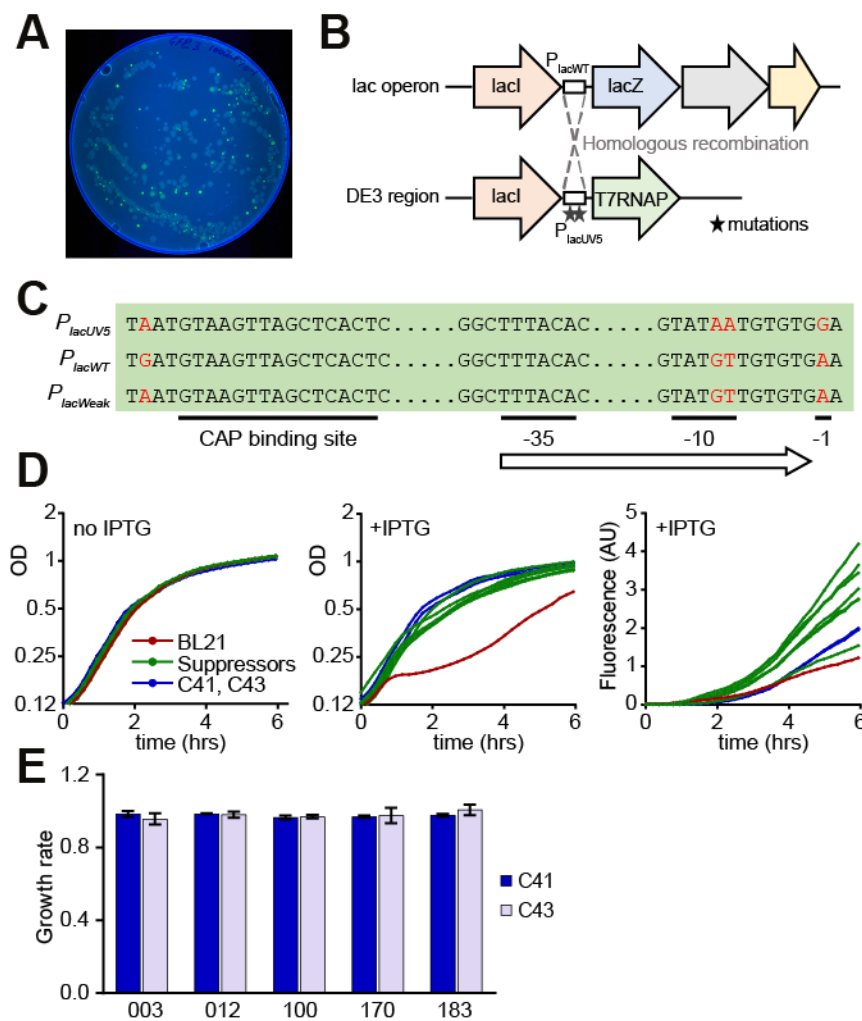 A
B
lac operon
lacI
PlacWT
lacZ
Homologous recombination
DE3 region
lacI
T7RNAP
PlacUV5
★mutations
C
PlacUV5 TAATGTAAGTTAGCTCACTC.....GGCTTTACAC.....GTATAATGTGTGGA
PlacWT TGATGTAAGTTAGCTCACTC.....GGCTTTACAC.....GTATGTTGTGTGAA
PlacWeak TAATGTAAGTTAGCTCACTC.....GGCTTTACAC.....GTATGTTGTGTGAA
CAP binding site -35 -10 -1
D
no IPTG
OD
2
1
0.5
0.25
0.12
BL21
Suppressors
C41, C43
0 2 4 6
time (hrs)
+IPTG
OD
2
1
0.5
0.25
0.12
0 2 4 6
time (hrs)
+IPTG
Fluorescence (AU)
5
4
3
2
1
0
0 2 4 6
time (hrs)
E
Growth rate
1.2
0.8
0.4
0.0
003 012 100 170 183
C41
C43